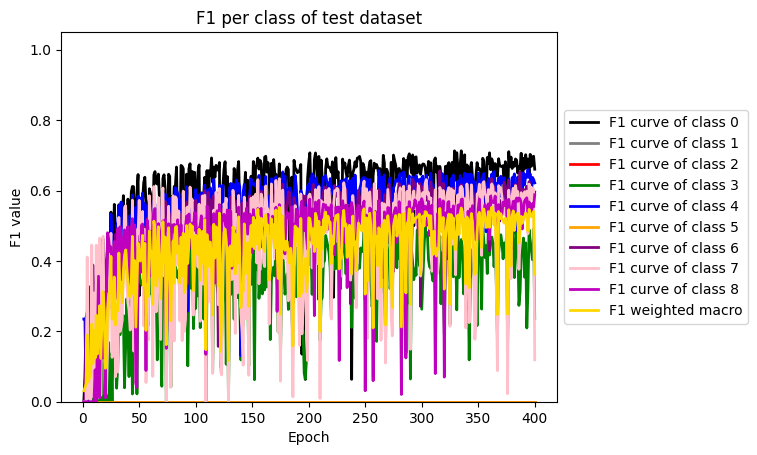 F1 per class of test dataset
1.0
0.8
0.6
0.4
0.2
0.0
F1 value
0
50
100
150
200
250
300
350
400
Epoch
F1 curve of class 0
F1 curve of class 1
F1 curve of class 2
F1 curve of class 3
F1 curve of class 4
F1 curve of class 5
F1 curve of class 6
F1 curve of class 7
F1 curve of class 8
F1 weighted macro